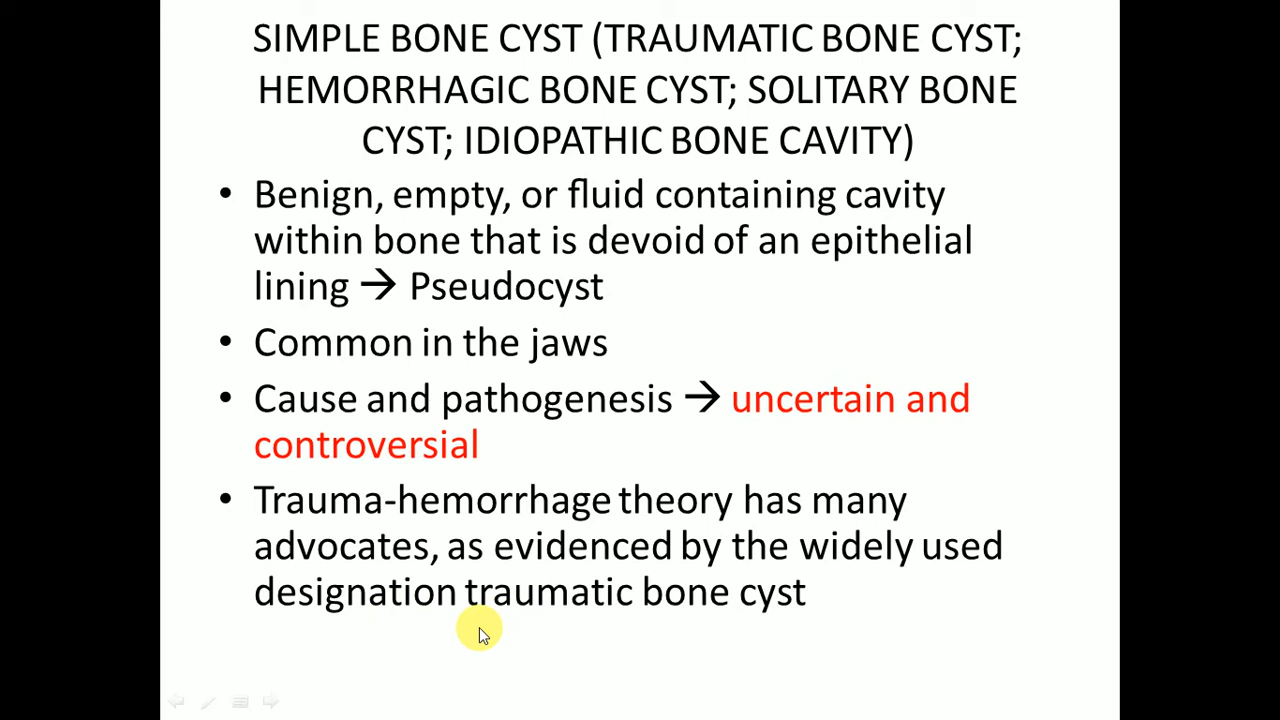 SIMPLE BONE CYST (TRAUMATIC BONE CYST;
HEMORRHAGIC BONE CYST; SOLITARY BONE
CYST; IDIOPATHIC BONE CAVITY)
• Benign, empty, or fluid containing cavity
within bone that is devoid of an epithelial
lining → Pseudocyst
• Common in the jaws
• Cause and pathogenesis → uncertain and
controversial
• Trauma-hemorrhage theory has many
advocates, as evidenced by the widely used
designation traumatic bone cyst